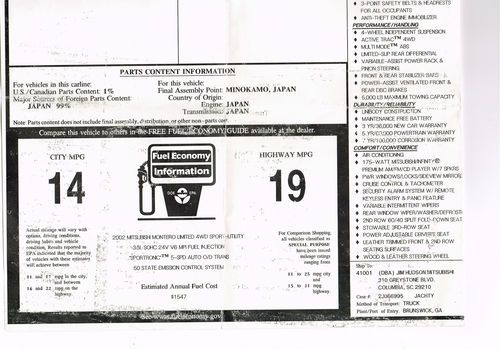 3-POINT SAFETY BELTS & HEADRESTS
FOR ALL OCCUPANTS
ANTI-THEFT ENGINE IMMOBILIZER
PERFORMANCE/HANDLING
4-WHEEL INDEPENDENT SUSPENSION
ACTIVE TRAC™ 4WD
MULTI MODE™ ABS
LIMITED-SLIP REAR DIFFERENTIAL
VARIABLE-ASSIST POWER RACK &
PINION STEERING
FRONT & REAR STABILIZER BARS
POWER-ASSIST VENTILATED FRONT &
REAR DISC BRAKES
5,000 LB MAXIMUM TOWING CAPACITY
DURABILITY/RELIABILITY
UNIBODY CONSTRUCTION
MAINTENANCE FREE BATTERY
3 YR/36,000 NEW CAR WARRANTY
5 YR/60,000 POWERTRAIN WARRANTY
7 YR/100,000 CORROSION WARRANTY
COMFORT/CONVENIENCE
AIR CONDITIONING
175-WATT MITSUBISHI/INFINITY®
PREMIUM AM/FM/CD PLAYER W/7 SPKRS
PWR WINDOWS/LOCKS/SIDEVIEW MIRRORS
CRUISE CONTROL & TACHOMETER
SECURITY ALARM SYSTEM W/ REMOTE
KEYLESS ENTRY & PANIC FEATURE
VARIABLE INTERMITTENT WIPERS
REAR WINDOW WIPER/WASHER/DEFROST
2ND ROW 60/40 SPLIT FOLD-DOWN SEAT
STOWABLE 3RD-ROW SEAT
POWER ADJUSTABLE DRIVER'S SEAT
LEATHER TRIMMED FRONT & 2ND ROW
SEATING SURFACES
WOOD & LEATHER STEERING WHEEL
PARTS CONTENT INFORMATION
For vehicles in this carline:
U.S./Canadian Parts Content: 1%
Major Sources of Foreign Parts Content:
JAPAN 99%
For this vehicle:
Final Assembly Point: MINOKAMO, JAPAN
Country of Origin:
Engine: JAPAN
Transmission: JAPAN
Note: Parts content does not include final assembly, distribution, or other non-parts costs.
Compare this vehicle to others in the FREE FUEL ECONOMY GUIDE available at the dealer.
CITY MPG
14
Fuel Economy
Information
DOE EPA
HIGHWAY MPG
19
Actual mileage will vary with
options, driving conditions,
driving habits and vehicle
condition. Results reported to
EPA indicated that the majority
of vehicles with these estimates
will achieve between
11 and 17 mpg in the city,
and
16 and 22 mpg on the
highway.
2002 MITSUBISHI MONTERO LIMITED 4WD SPORT-UTILITY
3.5L SOHC 24V V6 MPI FUEL INJECTION
SPORTRONIC™ 5-SPD AUTO O/D TRANS
50 STATE EMISSION CONTROL SYSTEM
Estimated Annual Fuel Cost
$1547
For Comparison Shopping
all vehicles classified as
SPECIAL PURPOSE
have been issued
mileage ratings
ranging from
11 to 25 mpg city
and
15 to 31 mpg
highway.
See www.fueleconomy.gov
Ship To
41001 (DBA) JIM HUDSON MITSUBISHI
210 GREYSTONE BLVD
COLUMBIA, SC 29210
Case # 2J066995 JACKTY
Method of Transport: TRUCK
Plant/Port of Entry: BRUNSWICK, GA